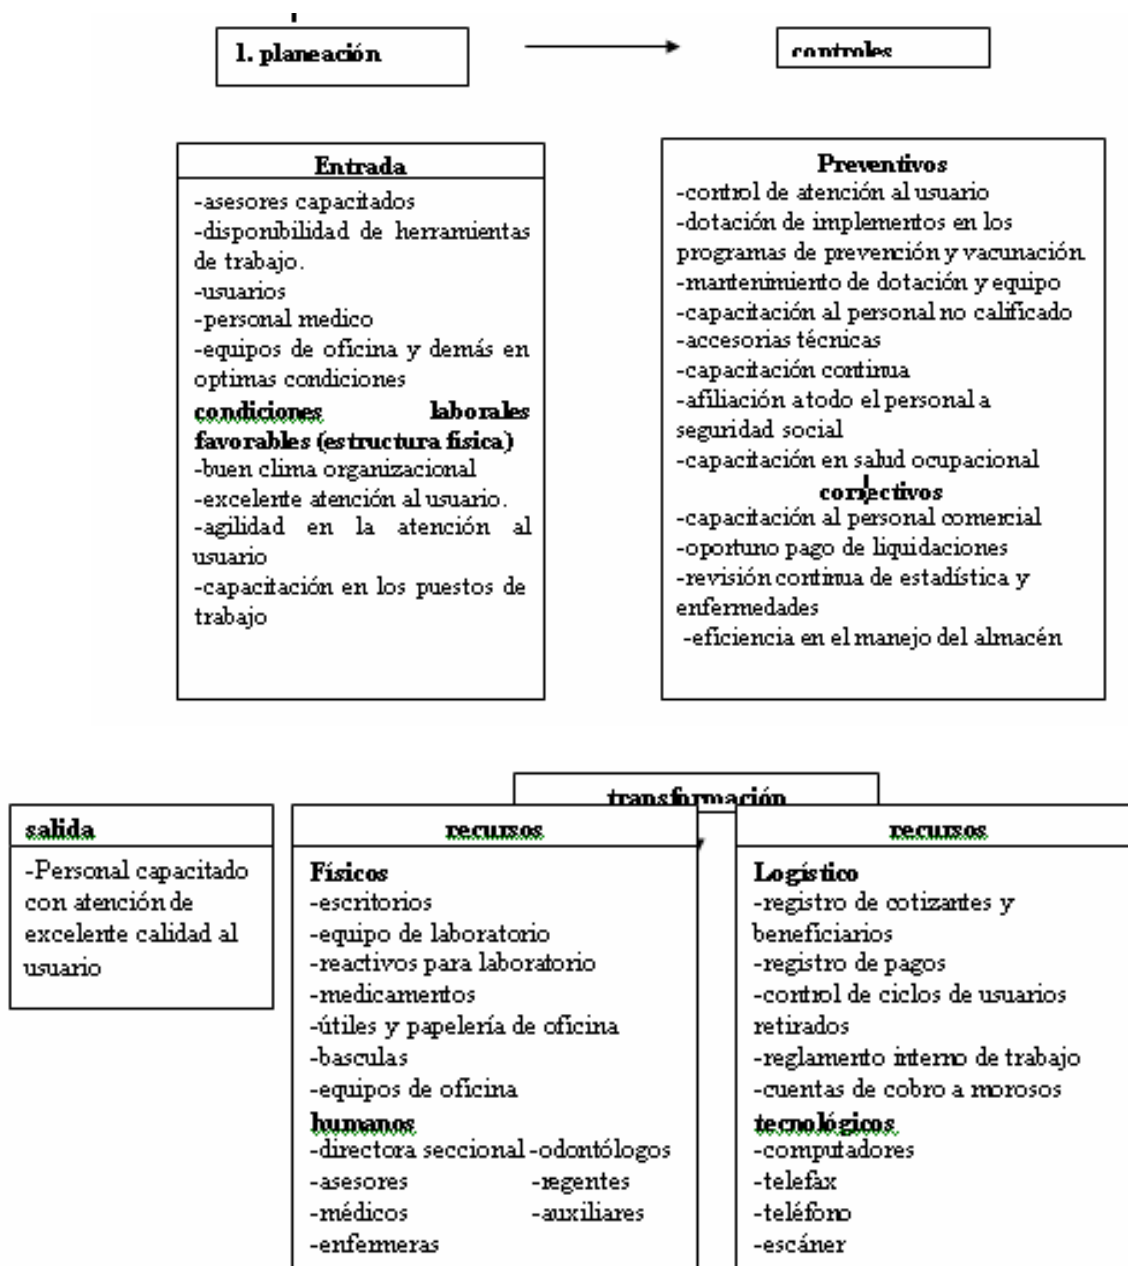 1. planeación
controles
Entrada
-asesores capacitados
-disponibilidad de herramientas
de trabajo.
-usuarios
-personal medico
-equipos de oficina y demás en
optimas condiciones
condiciones laborales
favorables (estructura física)
-buen clima organizacional
-excelente atención al usuario.
-agilidad en la atención al
usuario
-capacitación en los puestos de
trabajo
Preventivos
-control de atención al usuario
-dotación de implementos en los
programas de prevención y vacunación.
-mantenimiento de dotación y equipo
-capacitación al personal no calificado
-accesorias técnicas
-capacitación continua
-afiliación a todo el personal a
seguridad social
-capacitación en salud ocupacional
correctivos
-capacitación al personal comercial
-oportuno pago de liquidaciones
-revisión continua de estadística y
enfermedades
-eficiencia en el manejo del almacén
transformación
salida
-Personal capacitado
con atención de
excelente calidad al
usuario
recursos
Físicos
-escritorios
-equipo de laboratorio
-reactivos para laboratorio
-medicamentos
-útiles y papelería de oficina
-basculas
-equipos de oficina
humanos
-directora seccional -odontólogos
-asesores -regentes
-médicos -auxiliares
-enfermeras
recursos
Logístico
-registro de cotizantes y
beneficiarios
-registro de pagos
-control de ciclos de usuarios
retirados
-reglamento interno de trabajo
-cuentas de cobro a morosos
tecnológicos
-computadores
-telefax
-teléfono
-escáner